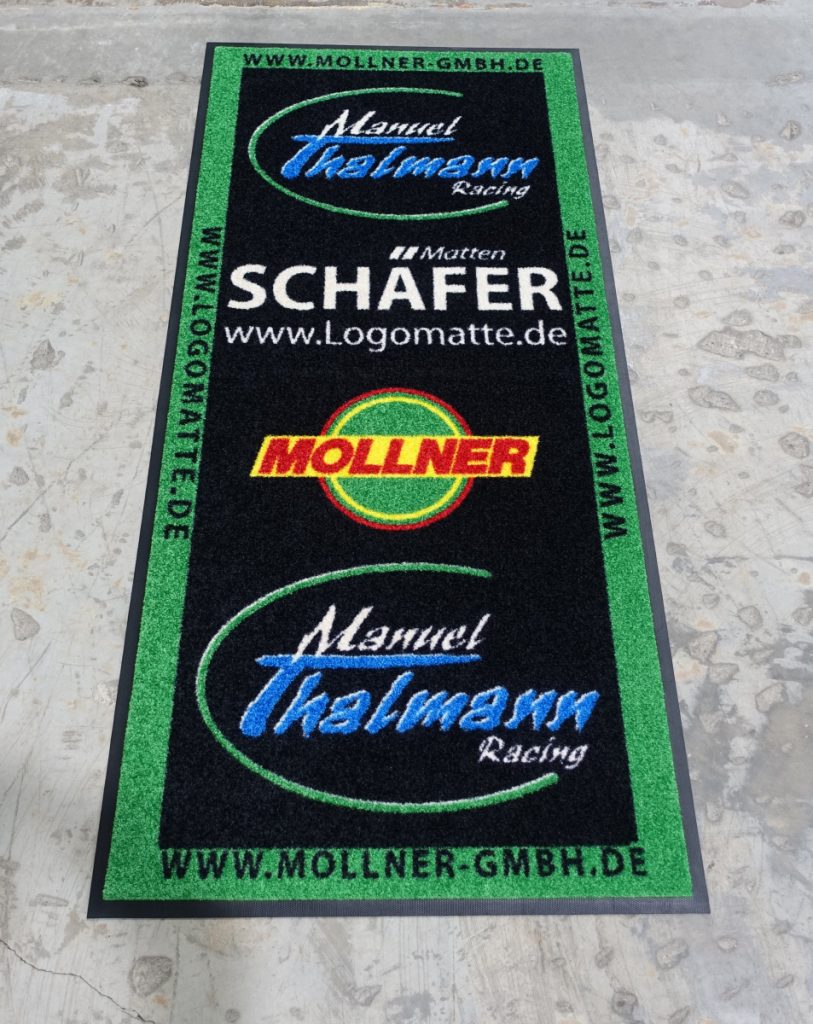 WWW.MOLLNER-GMBH.DE
Manuel
Thalmann
Racing
Matten
SCHÄFER
www.Logomatte.de
WWW.LOGOMATTE.DE
WWW.LOGOMATTE.DE
MOLLNER
Manuel
Thalmann
Racing
WWW.MOLLNER-GMBH.DE